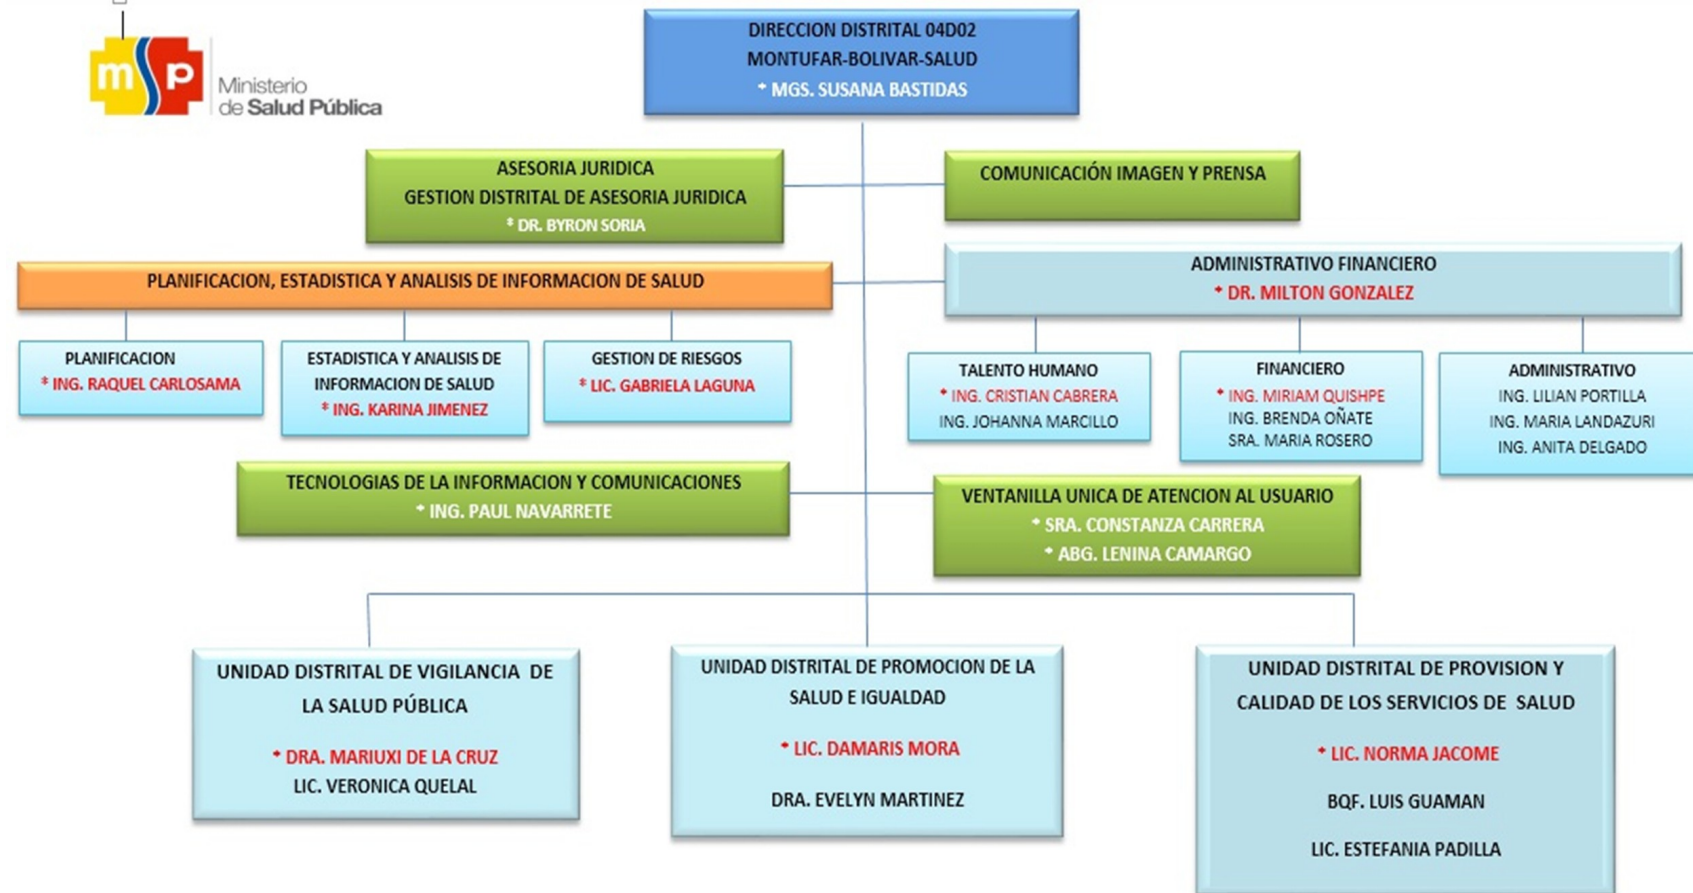 DIRECCION DISTRITAL 04D02
MONTUFAR-BOLIVAR-SALUD
* MGS. SUSANA BASTIDAS
msp
Ministerio
de Salud Pública
ASESORIA JURIDICA
GESTION DISTRITAL DE ASESORIA JURIDICA
* DR. BYRON SORIA
COMUNICACIÓN IMAGEN Y PRENSA
PLANIFICACION, ESTADISTICA Y ANALISIS DE INFORMACION DE SALUD
ADMINISTRATIVO FINANCIERO
* DR. MILTON GONZALEZ
PLANIFICACION
* ING. RAQUEL CARLOSAMA
ESTADISTICA Y ANALISIS DE
INFORMACION DE SALUD
* ING. KARINA JIMENEZ
GESTION DE RIESGOS
* LIC. GABRIELA LAGUNA
TALENTO HUMANO
* ING. CRISTIAN CABRERA
ING. JOHANNA MARCILLO
FINANCIERO
* ING. MIRIAM QUISHPE
ING. BRENDA OÑATE
SRA. MARIA ROSERO
ADMINISTRATIVO
ING. LILIAN PORTILLA
ING. MARIA LANDAZURI
ING. ANITA DELGADO
TECNOLOGIAS DE LA INFORMACION Y COMUNICACIONES
* ING. PAUL NAVARRETE
VENTANILLA UNICA DE ATENCION AL USUARIO
* SRA. CONSTANZA CARRERA
* ABG. LENINA CAMARGO
UNIDAD DISTRITAL DE VIGILANCIA DE
LA SALUD PÚBLICA
* DRA. MARIUXI DE LA CRUZ
LIC. VERONICA QUELAL
UNIDAD DISTRITAL DE PROMOCION DE LA
SALUD E IGUALDAD
* LIC. DAMARIS MORA
DRA. EVELYN MARTINEZ
UNIDAD DISTRITAL DE PROVISION Y
CALIDAD DE LOS SERVICIOS DE SALUD
* LIC. NORMA JACOME
BQF. LUIS GUAMAN
LIC. ESTEFANIA PADILLA